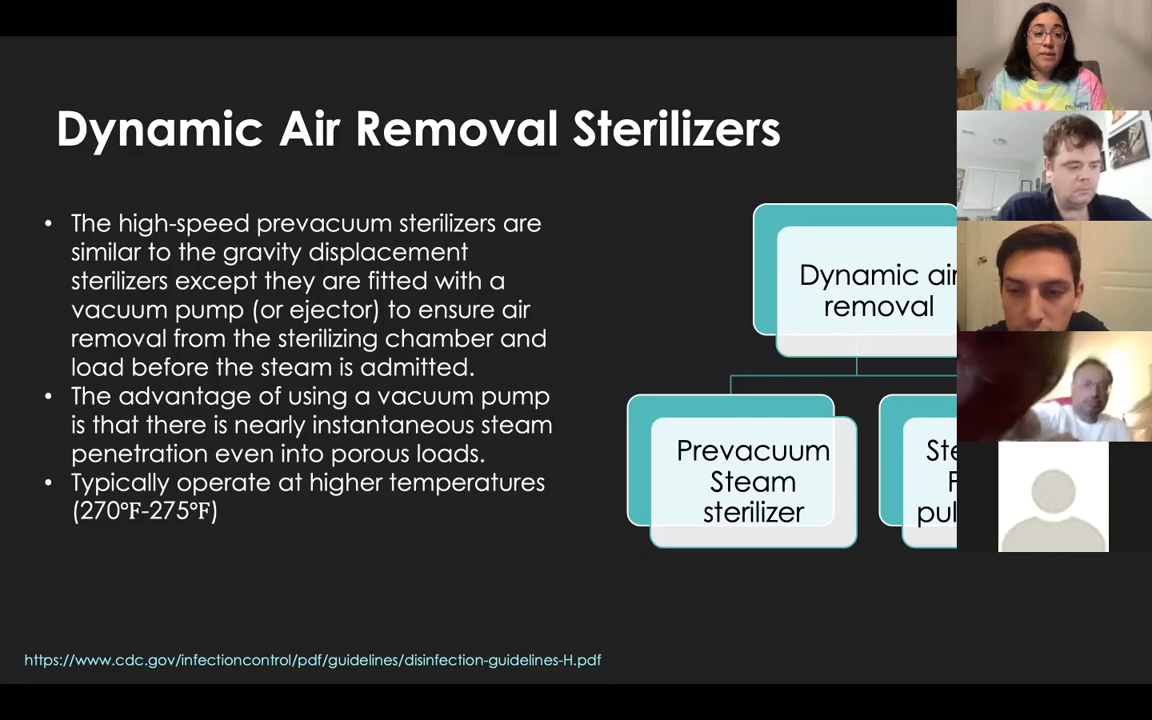 Dynamic Air Removal Sterilizers
• The high-speed prevacuum sterilizers are
similar to the gravity displacement
sterilizers except they are fitted with a
vacuum pump (or ejector) to ensure air
removal from the sterilizing chamber and
load before the steam is admitted.
• The advantage of using a vacuum pump
is that there is nearly instantaneous steam
penetration even into porous loads.
• Typically operate at higher temperatures
(270°F-275°F)
Dynamic air
removal
Prevacuum
Steam
sterilizer
https://www.cdc.gov/infectioncontrol/pdf/guidelines/disinfection-guidelines-H.pdf